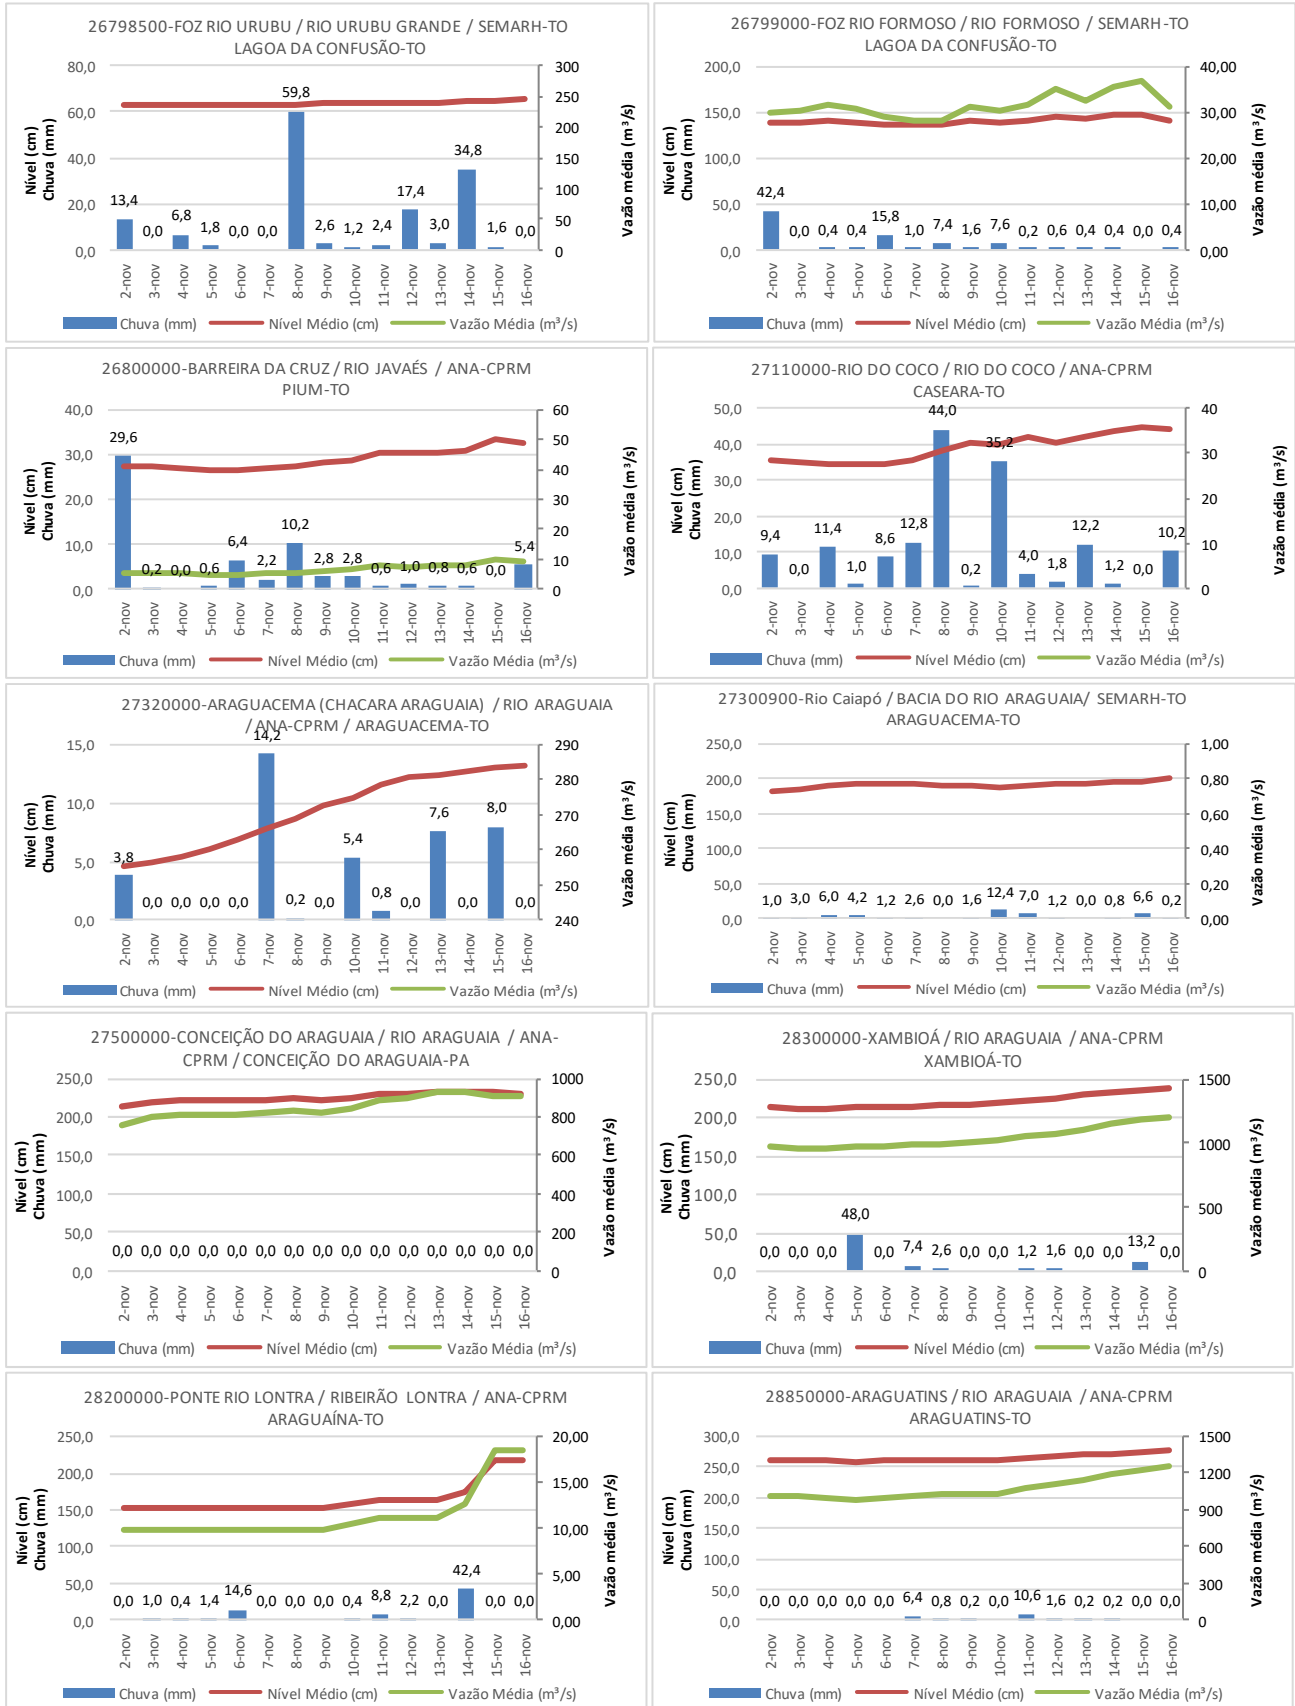 26798500-FOZ RIO URUBU / RIO URUBU GRANDE / SEMARH-TO
LAGOA DA CONFUSÃO-TO
Nível (cm)
Chuva (mm)
80,0
60,0
40,0
20,0
0,0
13,4 0,0 6,8 1,8 0,0 0,0 59,8 2,6 1,2 2,4 17,4 3,0 34,8 1,6 0,0
300
250
200
150
100
50
0
Vazão média (m³/s)
2-nov 3-nov 4-nov 5-nov 6-nov 7-nov 8-nov 9-nov 10-nov 11-nov 12-nov 13-nov 14-nov 15-nov 16-nov
Chuva (mm) Nível Médio (cm) Vazão Média (m³/s)
26799000-FOZ RIO FORMOSO / RIO FORMOSO / SEMARH-TO
LAGOA DA CONFUSÃO-TO
Nível (cm)
Chuva (mm)
200,0
150,0
100,0
50,0
0,0
42,4 0,0 0,4 0,4 15,8 1,0 7,4 1,6 7,6 0,2 0,6 0,4 0,4 0,0 0,4
40,00
30,00
20,00
10,00
0,00
Vazão média (m³/s)
2-nov 3-nov 4-nov 5-nov 6-nov 7-nov 8-nov 9-nov 10-nov 11-nov 12-nov 13-nov 14-nov 15-nov 16-nov
Chuva (mm) Nível Médio (cm) Vazão Média (m³/s)
26800000-BARREIRA DA CRUZ / RIO JAVAÉS / ANA-CPRM
PIUM-TO
Nível (cm)
Chuva (mm)
40,0
30,0
20,0
10,0
0,0
29,6 0,2 0,0 0,6 6,4 2,2 10,2 2,8 2,8 0,6 1,0 0,8 0,6 0,0 5,4
60
50
40
30
20
10
0
Vazão média (m³/s)
2-nov 3-nov 4-nov 5-nov 6-nov 7-nov 8-nov 9-nov 10-nov 11-nov 12-nov 13-nov 14-nov 15-nov 16-nov
Chuva (mm) Nível Médio (cm) Vazão Média (m³/s)
27110000-RIO DO COCO / RIO DO COCO / ANA-CPRM
CASEARA-TO
Nível (cm)
Chuva (mm)
50,0
40,0
30,0
20,0
10,0
0,0
9,4 0,0 11,4 1,0 8,6 12,8 44,0 0,2 35,2 4,0 1,8 12,2 1,2 0,0 10,2
40
30
20
10
0
Vazão média (m³/s)
2-nov 3-nov 4-nov 5-nov 6-nov 7-nov 8-nov 9-nov 10-nov 11-nov 12-nov 13-nov 14-nov 15-nov 16-nov
Chuva (mm) Nível Médio (cm) Vazão Média (m³/s)
27320000-ARAGUACEMA (CHACARA ARAGUAIA) / RIO ARAGUAIA
/ ANA-CPRM / ARAGUACEMA-TO
Nível (cm)
Chuva (mm)
15,0
10,0
5,0
0,0
3,8 0,0 0,0 0,0 0,0 14,2 0,2 0,0 5,4 0,8 0,0 7,6 0,0 8,0 0,0
290
280
270
260
250
240
Vazão média (m³/s)
2-nov 3-nov 4-nov 5-nov 6-nov 7-nov 8-nov 9-nov 10-nov 11-nov 12-nov 13-nov 14-nov 15-nov 16-nov
Chuva (mm) Nível Médio (cm) Vazão Média (m³/s)
27300900-Rio Caiapó / BACIA DO RIO ARAGUAIA/ SEMARH-TO
ARAGUACEMA-TO
Nível (cm)
Chuva (mm)
250,0
200,0
150,0
100,0
50,0
0,0
1,0 3,0 6,0 4,2 1,2 2,6 0,0 1,6 12,4 7,0 1,2 0,0 0,8 6,6 0,2
1,00
0,80
0,60
0,40
0,20
0,00
Vazão média (m³/s)
2-nov 3-nov 4-nov 5-nov 6-nov 7-nov 8-nov 9-nov 10-nov 11-nov 12-nov 13-nov 14-nov 15-nov 16-nov
Chuva (mm) Nível Médio (cm) Vazão Média (m³/s)
27500000-CONCEIÇÃO DO ARAGUAIA / RIO ARAGUAIA / ANA-
CPRM / CONCEIÇÃO DO ARAGUAIA-PA
Nível (cm)
Chuva (mm)
250,0
200,0
150,0
100,0
50,0
0,0
0,0 0,0 0,0 0,0 0,0 0,0 0,0 0,0 0,0 0,0 0,0 0,0 0,0 0,0 0,0
1000
800
600
400
200
0
Vazão média (m³/s)
2-nov 3-nov 4-nov 5-nov 6-nov 7-nov 8-nov 9-nov 10-nov 11-nov 12-nov 13-nov 14-nov 15-nov 16-nov
Chuva (mm) Nível Médio (cm) Vazão Média (m³/s)
28300000-XAMBIOÁ / RIO ARAGUAIA / ANA-CPRM
XAMBIOÁ-TO
Nível (cm)
Chuva (mm)
250,0
200,0
150,0
100,0
50,0
0,0
0,0 0,0 0,0 48,0 0,0 7,4 2,6 0,0 0,0 1,2 1,6 0,0 0,0 13,2 0,0
1500
1000
500
0
Vazão média (m³/s)
2-nov 3-nov 4-nov 5-nov 6-nov 7-nov 8-nov 9-nov 10-nov 11-nov 12-nov 13-nov 14-nov 15-nov 16-nov
Chuva (mm) Nível Médio (cm) Vazão Média (m³/s)
28200000-PONTE RIO LONTRA / RIBEIRÃO LONTRA / ANA-CPRM
ARAGUAÍNA-TO
Nível (cm)
Chuva (mm)
250,0
200,0
150,0
100,0
50,0
0,0
0,0 1,0 0,4 1,4 14,6 0,0 0,0 0,0 0,4 8,8 2,2 0,0 42,4 0,0 0,0
20,00
15,00
10,00
5,00
0,00
Vazão média (m³/s)
2-nov 3-nov 4-nov 5-nov 6-nov 7-nov 8-nov 9-nov 10-nov 11-nov 12-nov 13-nov 14-nov 15-nov 16-nov
Chuva (mm) Nível Médio (cm) Vazão Média (m³/s)
28850000-ARAGUATINS / RIO ARAGUAIA / ANA-CPRM
ARAGUATINS-TO
Nível (cm)
Chuva (mm)
300,0
250,0
200,0
150,0
100,0
50,0
0,0
0,0 0,0 0,0 0,0 0,0 6,4 0,8 0,2 0,0 10,6 1,6 0,2 0,2 0,0 0,0
1500
1200
900
600
300
0
Vazão média (m³/s)
2-nov 3-nov 4-nov 5-nov 6-nov 7-nov 8-nov 9-nov 10-nov 11-nov 12-nov 13-nov 14-nov 15-nov 16-nov
Chuva (mm) Nível Médio (cm) Vazão Média (m³/s)